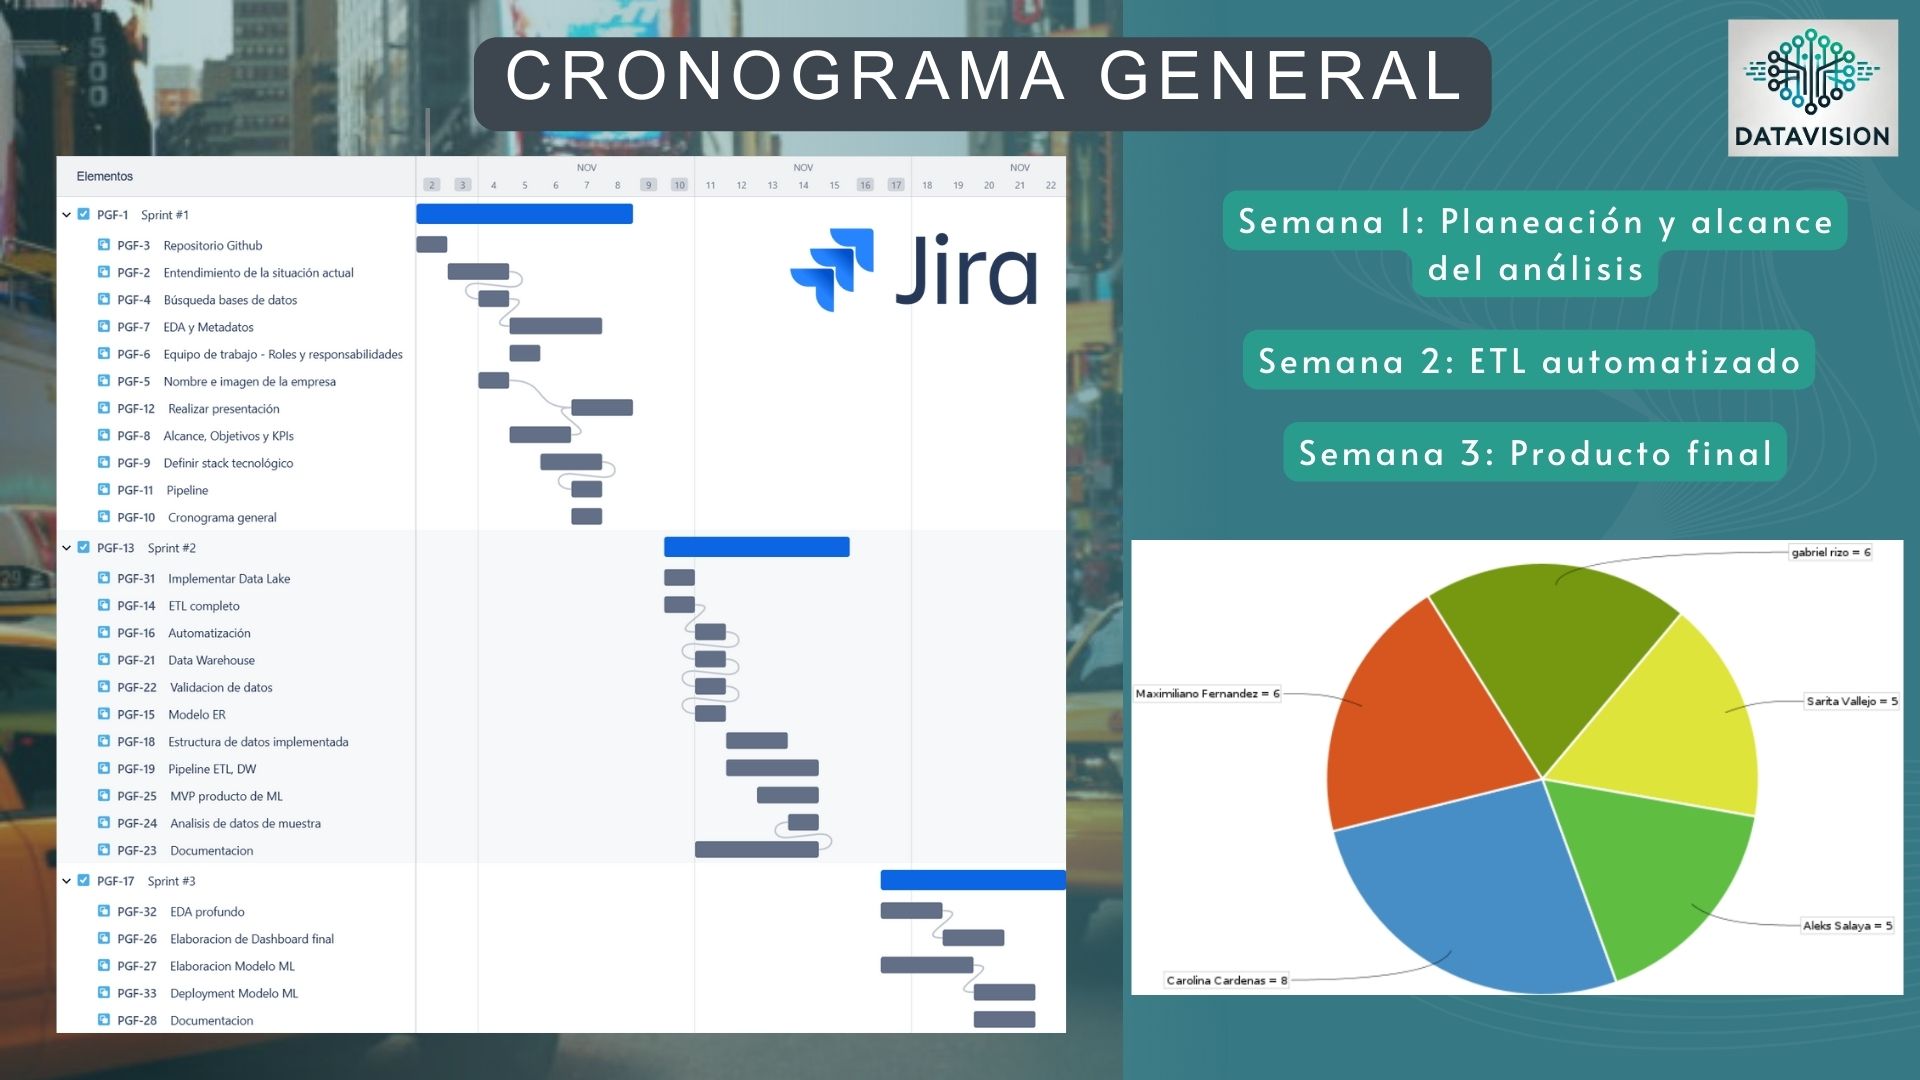 CRONOGRAMA GENERAL
DATAVISION
Elementos
NOV NOV NOV
2 3 4 5 6 7 8 9 10 11 12 13 14 15 16 17 18 19 20 21 22
PGF-1 Sprint #1
PGF-3 Repositorio Github
PGF-2 Entendimiento de la situación actual
PGF-4 Búsqueda bases de datos
PGF-7 EDA y Metadatos
PGF-6 Equipo de trabajo - Roles y responsabilidades
PGF-5 Nombre e imagen de la empresa
PGF-12 Realizar presentación
PGF-8 Alcance, Objetivos y KPIs
PGF-9 Definir stack tecnológico
PGF-11 Pipeline
PGF-10 Cronograma general
PGF-13 Sprint #2
PGF-31 Implementar Data Lake
PGF-14 ETL completo
PGF-16 Automatización
PGF-21 Data Warehouse
PGF-22 Validacion de datos
PGF-15 Modelo ER
PGF-18 Estructura de datos implementada
PGF-19 Pipeline ETL, DW
PGF-25 MVP producto de ML
PGF-24 Analisis de datos de muestra
PGF-23 Documentacion
PGF-17 Sprint #3
PGF-32 EDA profundo
PGF-26 Elaboracion de Dashboard final
PGF-27 Elaboracion Modelo ML
PGF-33 Deployment Modelo ML
PGF-28 Documentacion
Jira
Semana 1: Planeación y alcance
del análisis
Semana 2: ETL automatizado
Semana 3: Producto final
gabriel rizo = 6
Maximiliano Fernandez = 6
Sarita Vallejo = 5
Aleks Salaya = 5
Carolina Cardenas = 8